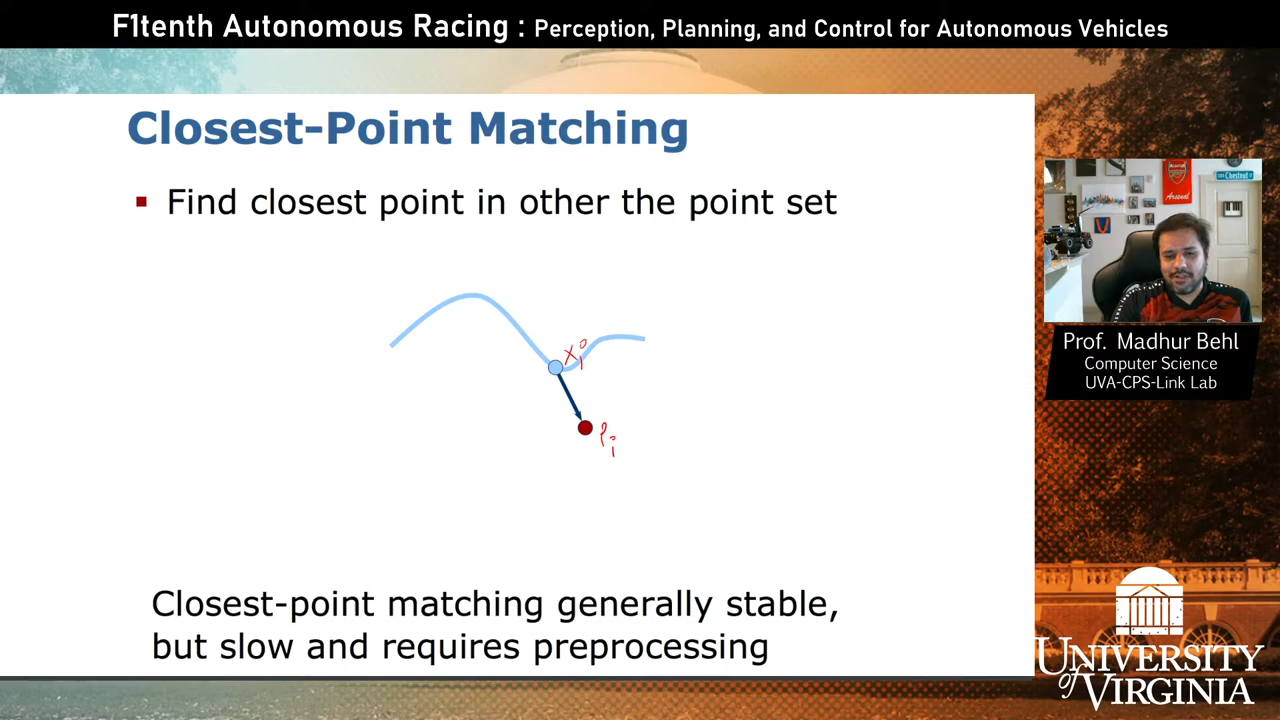 F1tenth Autonomous Racing : Perception, Planning, and Control for Autonomous Vehicles
Closest-Point Matching
▪ Find closest point in other the point set
Closest-point matching generally stable,
but slow and requires preprocessing
Arsenal
Chestnut
Prof. Madhur Behl
Computer Science
UVA-CPS-Link Lab
UNIVERSITY
of VIRGINIA